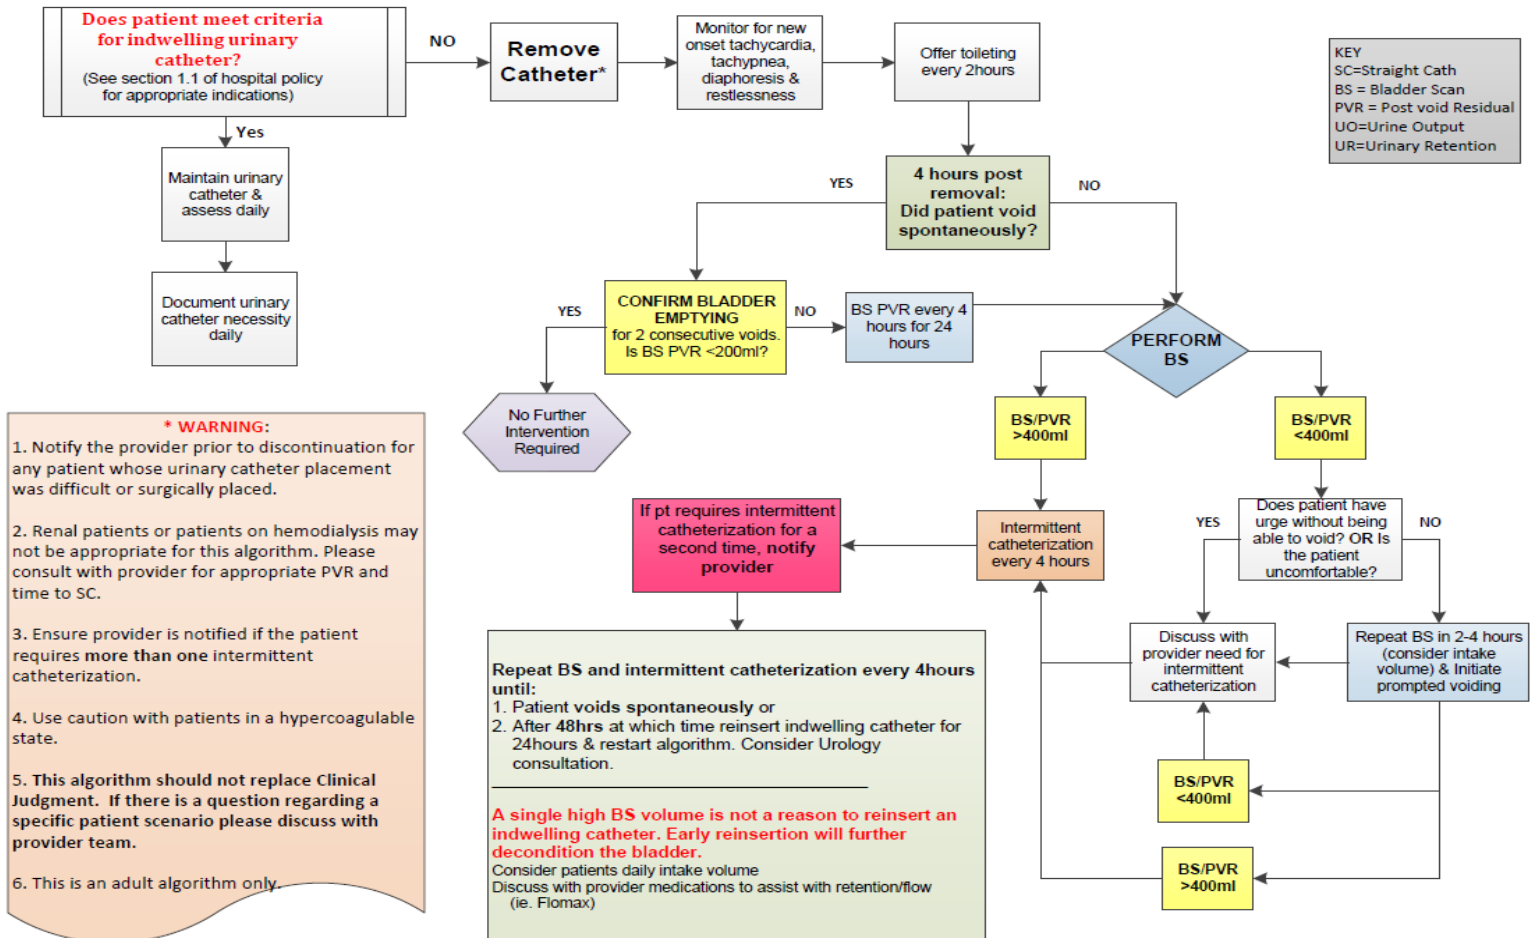 Does patient meet criteria
for indwelling urinary
catheter?
(See section 1.1 of hospital policy
for appropriate indications)
NO
Remove
Catheter*
Monitor for new
onset tachycardia,
tachypnea,
diaphoresis &
restlessness
Offer toileting
every 2hours
KEY
SC=Straight Cath
BS = Bladder Scan
PVR = Post void Residual
UO=Urine Output
UR=Urinary Retention
Yes
Maintain urinary
catheter &
assess daily
Document urinary
catheter necessity
daily
YES
4 hours post
removal:
Did patient void
spontaneously?
NO
YES
CONFIRM BLADDER
EMPTYING
for 2 consecutive voids.
Is BS PVR <200ml?
NO
BS PVR every 4
hours for 24
hours
PERFORM
BS
No Further
Intervention
Required
BS/PVR
>400ml
BS/PVR
<400ml
If pt requires intermittent
catheterization for a
second time, notify
provider
Intermittent
catheterization
every 4 hours
YES
Does patient have
urge without being
able to void? OR Is
the patient
uncomfortable?
NO
Discuss with
provider need for
intermittent
catheterization
Repeat BS in 2-4 hours
(consider intake
volume) & Initiate
prompted voiding
BS/PVR
<400ml
BS/PVR
>400ml
* WARNING:
1. Notify the provider prior to discontinuation for
any patient whose urinary catheter placement
was difficult or surgically placed.
2. Renal patients or patients on hemodialysis may
not be appropriate for this algorithm. Please
consult with provider for appropriate PVR and
time to SC.
3. Ensure provider is notified if the patient
requires more than one intermittent
catheterization.
4. Use caution with patients in a hypercoagulable
state.
5. This algorithm should not replace Clinical
Judgment. If there is a question regarding a
specific patient scenario please discuss with
provider team.
6. This is an adult algorithm only.
Repeat BS and intermittent catheterization every 4hours
until:
1. Patient voids spontaneously or
2. After 48hrs at which time reinsert indwelling catheter for
24hours & restart algorithm. Consider Urology
consultation.
A single high BS volume is not a reason to reinsert an
indwelling catheter. Early reinsertion will further
decondition the bladder.
Consider patients daily intake volume
Discuss with provider medications to assist with retention/flow
(ie. Flomax)